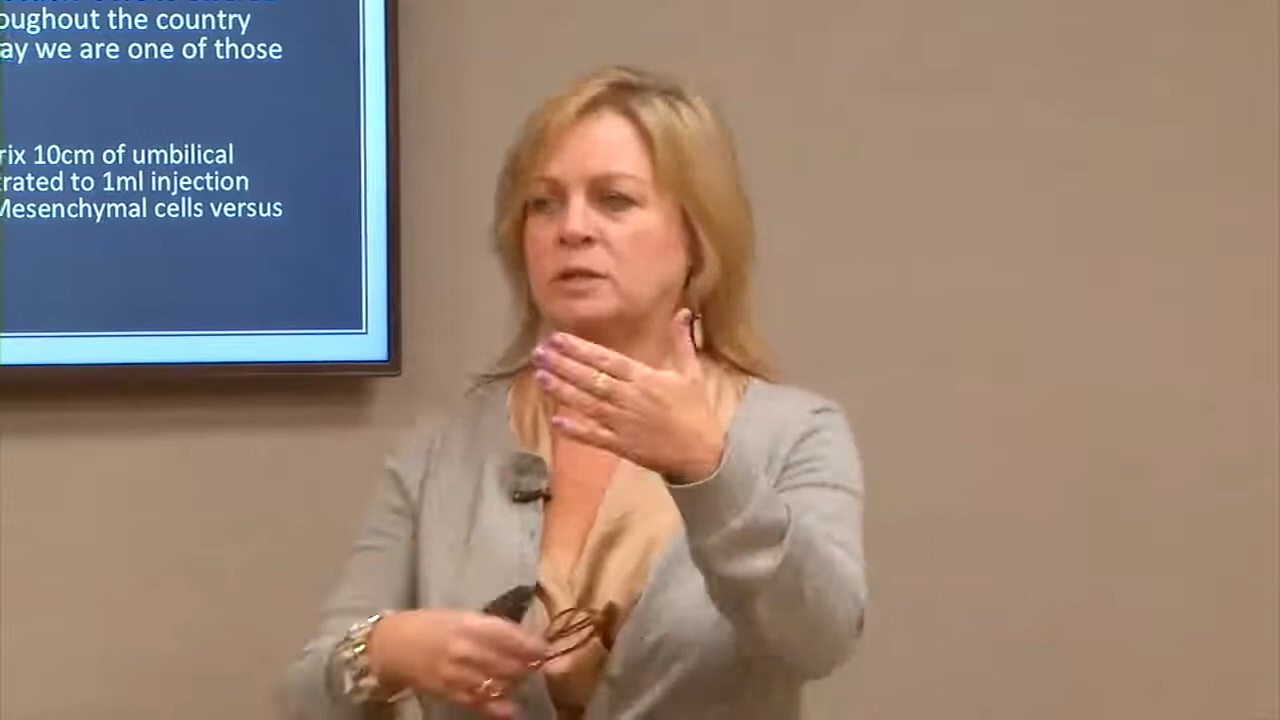 oughout the country
ay we are one of those
rix 10cm of umbilical
rated to 1ml injection
Mesenchymal cells versus